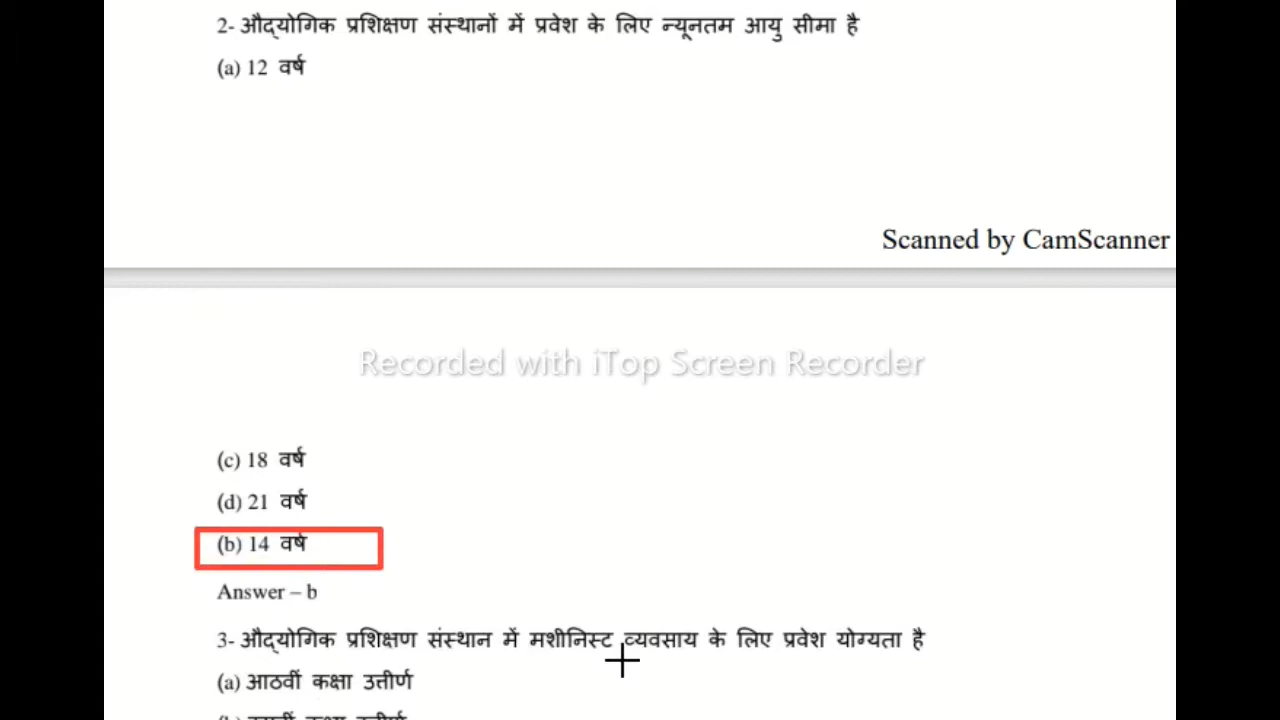 2- औद्योगिक प्रशिक्षण संस्थानों में प्रवेश के लिए न्यूनतम आयु सीमा है
(a) 12 वर्ष
Scanned by CamScanner
Recorded with iTop Screen Recorder
(c) 18 वर्ष
(d) 21 वर्ष
(b) 14 वर्ष
Answer – b
3- औद्योगिक प्रशिक्षण संस्थान में मशीनिस्ट व्यवसाय के लिए प्रवेश योग्यता है
(a) आठवीं कक्षा उत्तीर्ण